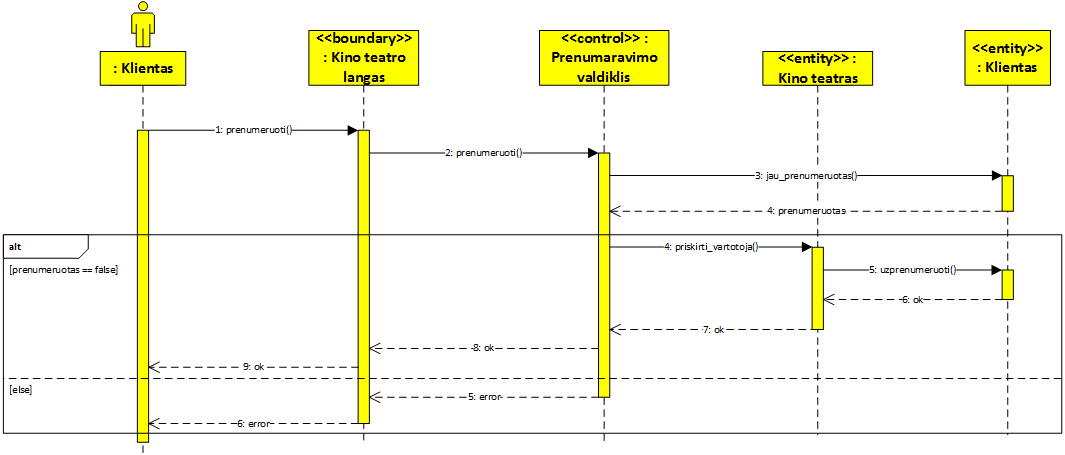 : Klientas
<<boundary>>
: Kino teatro
langas
<<control>> :
Prenumaravimo
valdiklis
<<entity>> :
Kino teatras
<<entity>>
: Klientas
1: prenumeruoti()
2: prenumeruoti()
3: jau_prenumeruotas()
4: prenumeruotas
alt
4: priskirti_vartotoja()
[prenumeruotas == false]
5: uzprenumeruoti()
6: ok
7: ok
8: ok
9: ok
[else]
5: error
6: error